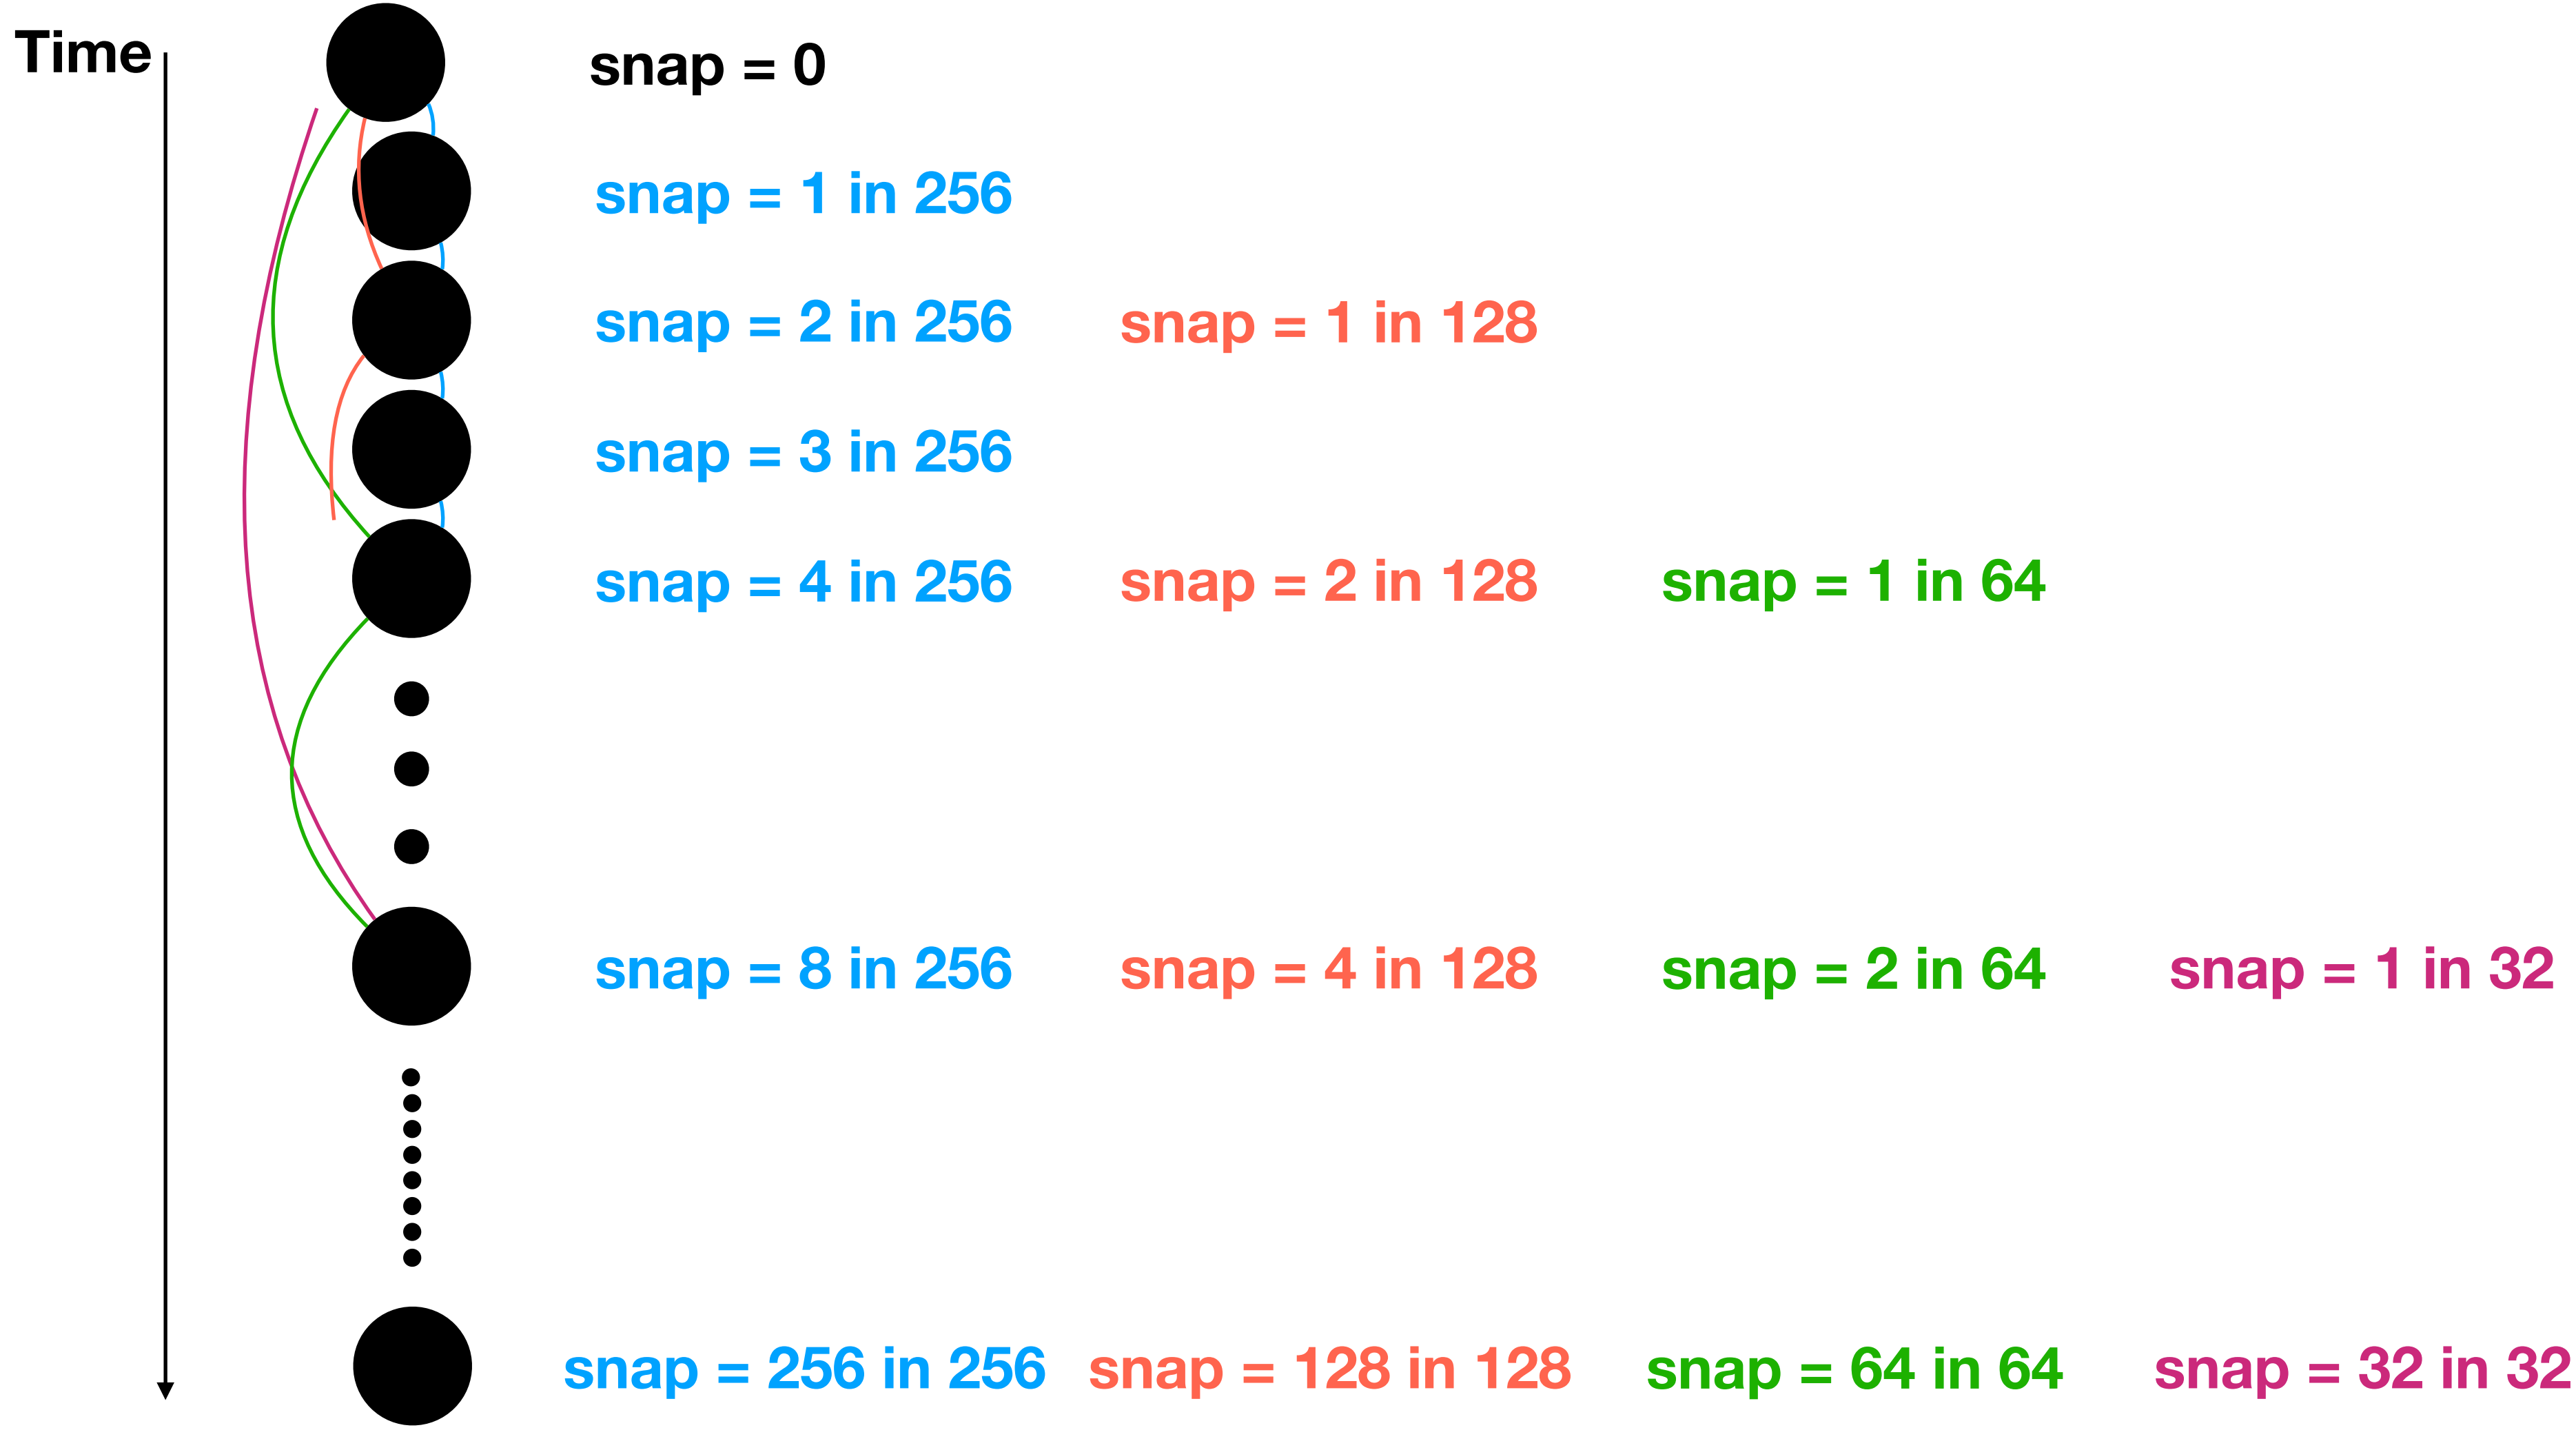 Time
snap = 0
snap = 1 in 256
snap = 2 in 256 snap = 1 in 128
snap = 3 in 256
snap = 4 in 256 snap = 2 in 128 snap = 1 in 64
snap = 8 in 256 snap = 4 in 128 snap = 2 in 64 snap = 1 in 32
snap = 256 in 256 snap = 128 in 128 snap = 64 in 64 snap = 32 in 32